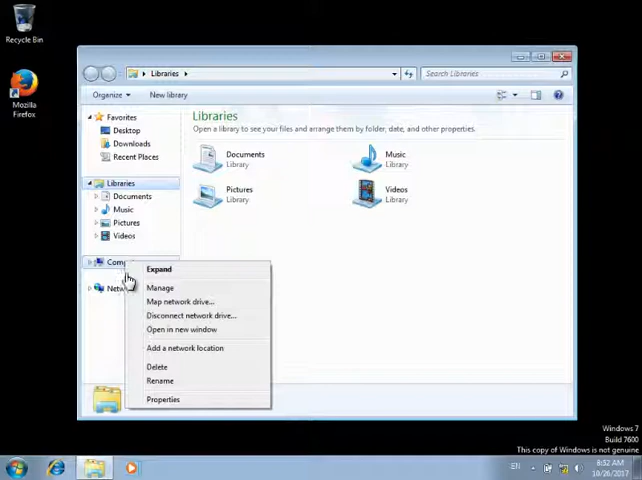 Recycle Bin
Mozilla
Firefox
Libraries
Search Libraries
Organize
New library
Favorites
Desktop
Downloads
Recent Places
Libraries
Documents
Music
Pictures
Videos
Libraries
Open a library to see your files and arrange them by folder, date, and other properties.
Documents
Library
Music
Library
Pictures
Library
Videos
Library
Expand
Manage
Map network drive...
Disconnect network drive...
Open in new window
Add a network location
Delete
Rename
Properties
Windows 7
Build 7600
This copy of Windows is not genuine
EN
8:52 AM
10/26/2017